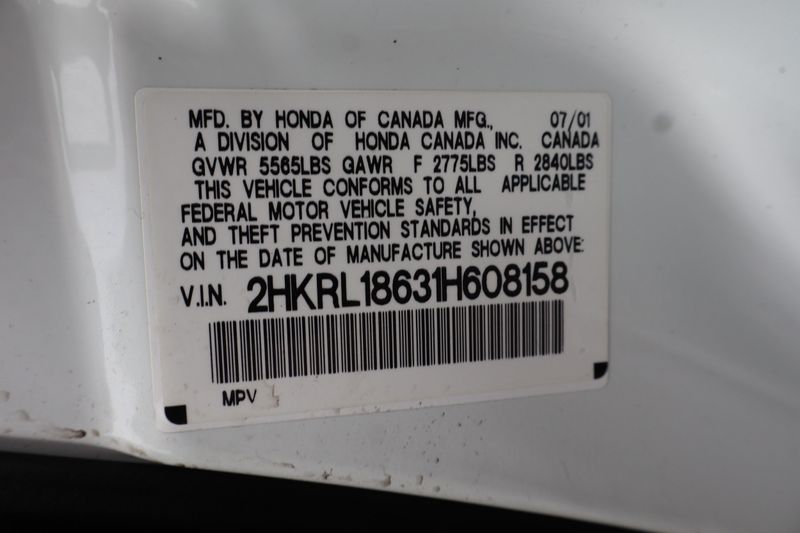 MFD. BY HONDA OF CANADA MFG., 07/01
A DIVISION OF HONDA CANADA INC. CANADA
GVWR 5565LBS GAWR F 2775LBS R 2840LBS
THIS VEHICLE CONFORMS TO ALL APPLICABLE
FEDERAL MOTOR VEHICLE SAFETY,
AND THEFT PREVENTION STANDARDS IN EFFECT
ON THE DATE OF MANUFACTURE SHOWN ABOVE:
V.I.N. 2HKRL18631H608158
MPV